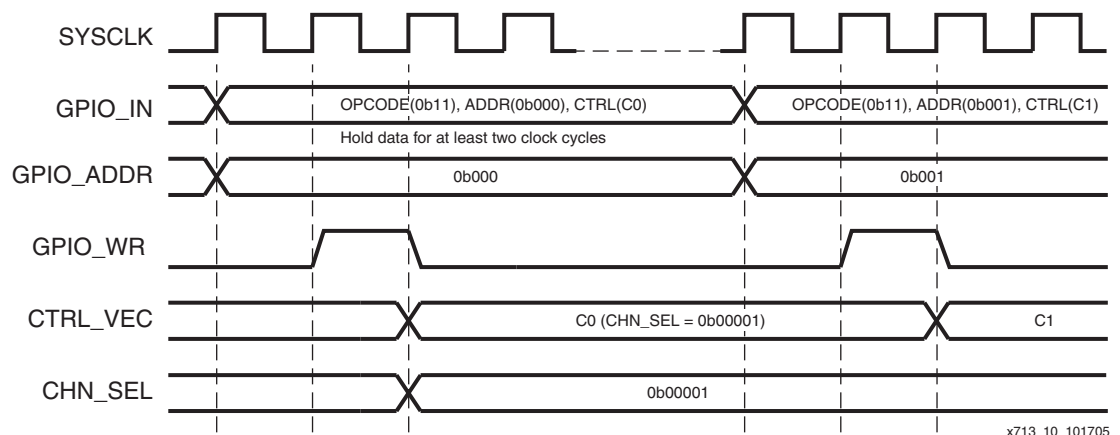 SYSCLK
GPIO_IN
OPCODE(0b11), ADDR(0b000), CTRL(C0)
OPCODE(0b11), ADDR(0b001), CTRL(C1)
Hold data for at least two clock cycles
GPIO_ADDR
0b000
0b001
GPIO_WR
CTRL_VEC
C0 (CHN_SEL = 0b00001)
C1
CHN_SEL
0b00001
x713_10_101705